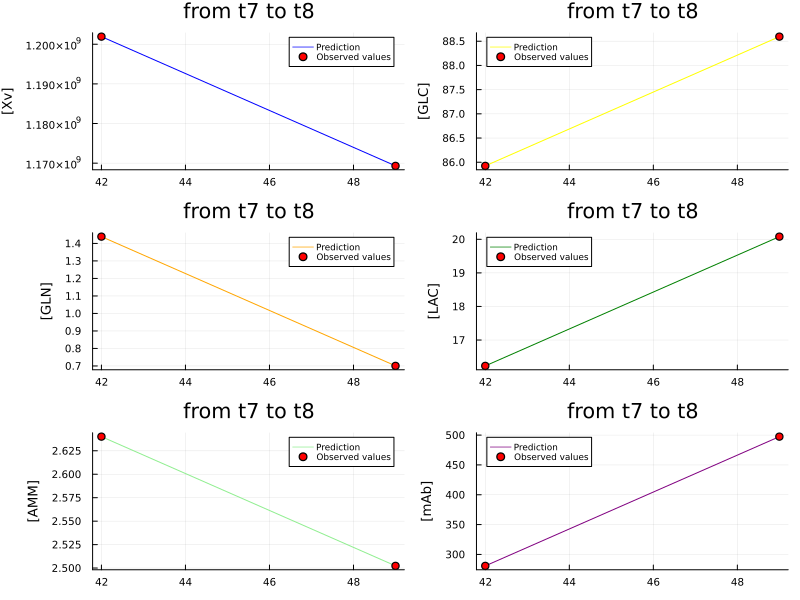 from t7 to t8
[Xv]
1.200×10⁹
1.190×10⁹
1.180×10⁹
1.170×10⁹
Prediction
Observed values
42 44 46 48
from t7 to t8
[GLC]
88.5
88.0
87.5
87.0
86.5
86.0
Prediction
Observed values
42 44 46 48
from t7 to t8
[GLN]
1.4
1.3
1.2
1.1
1.0
0.9
0.8
0.7
Prediction
Observed values
42 44 46 48
from t7 to t8
[LAC]
20
19
18
17
Prediction
Observed values
42 44 46 48
from t7 to t8
[AMM]
2.625
2.600
2.575
2.550
2.525
2.500
Prediction
Observed values
42 44 46 48
from t7 to t8
[mAb]
500
450
400
350
300
Prediction
Observed values
42 44 46 48